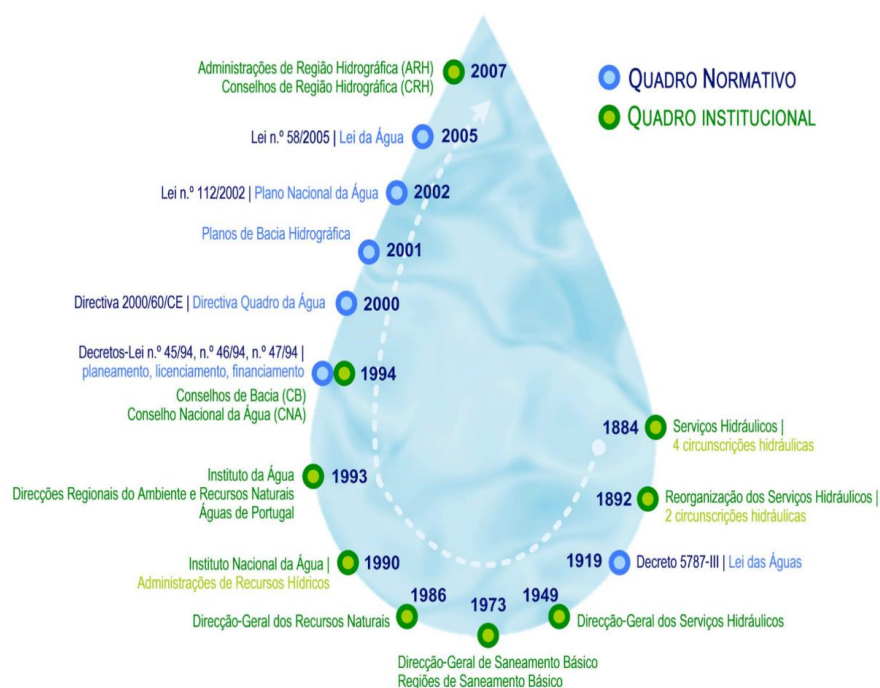 Administrações de Região Hidrográfica (ARH)
Conselhos de Região Hidrográfica (CRH)
2007
QUADRO NORMATIVO
QUADRO INSTITUCIONAL
Lei n.º 58/2005 | Lei da Água
2005
Lei n.º 112/2002 | Plano Nacional da Água
2002
Planos de Bacia Hidrográfica
2001
Directiva 2000/60/CE | Directiva Quadro da Água
2000
Decretos-Lei n.º 45/94, n.º 46/94, n.º 47/94 |
planeamento, licenciamento, financiamento
1994
Conselhos de Bacia (CB)
Conselho Nacional da Água (CNA)
1884
Serviços Hidráulicos |
4 circunscrições hidráulicas
Instituto da Água
Direcções Regionais do Ambiente e Recursos Naturais
Águas de Portugal
1993
1892
Reorganização dos Serviços Hidráulicos |
2 circunscrições hidráulicas
Instituto Nacional da Água |
Administrações de Recursos Hídricos
1990
1919
Decreto 5787-III | Lei das Águas
1986
Direcção-Geral dos Recursos Naturais
1973
Direcção-Geral de Saneamento Básico
Regiões de Saneamento Básico
1949
Direcção-Geral dos Serviços Hidráulicos